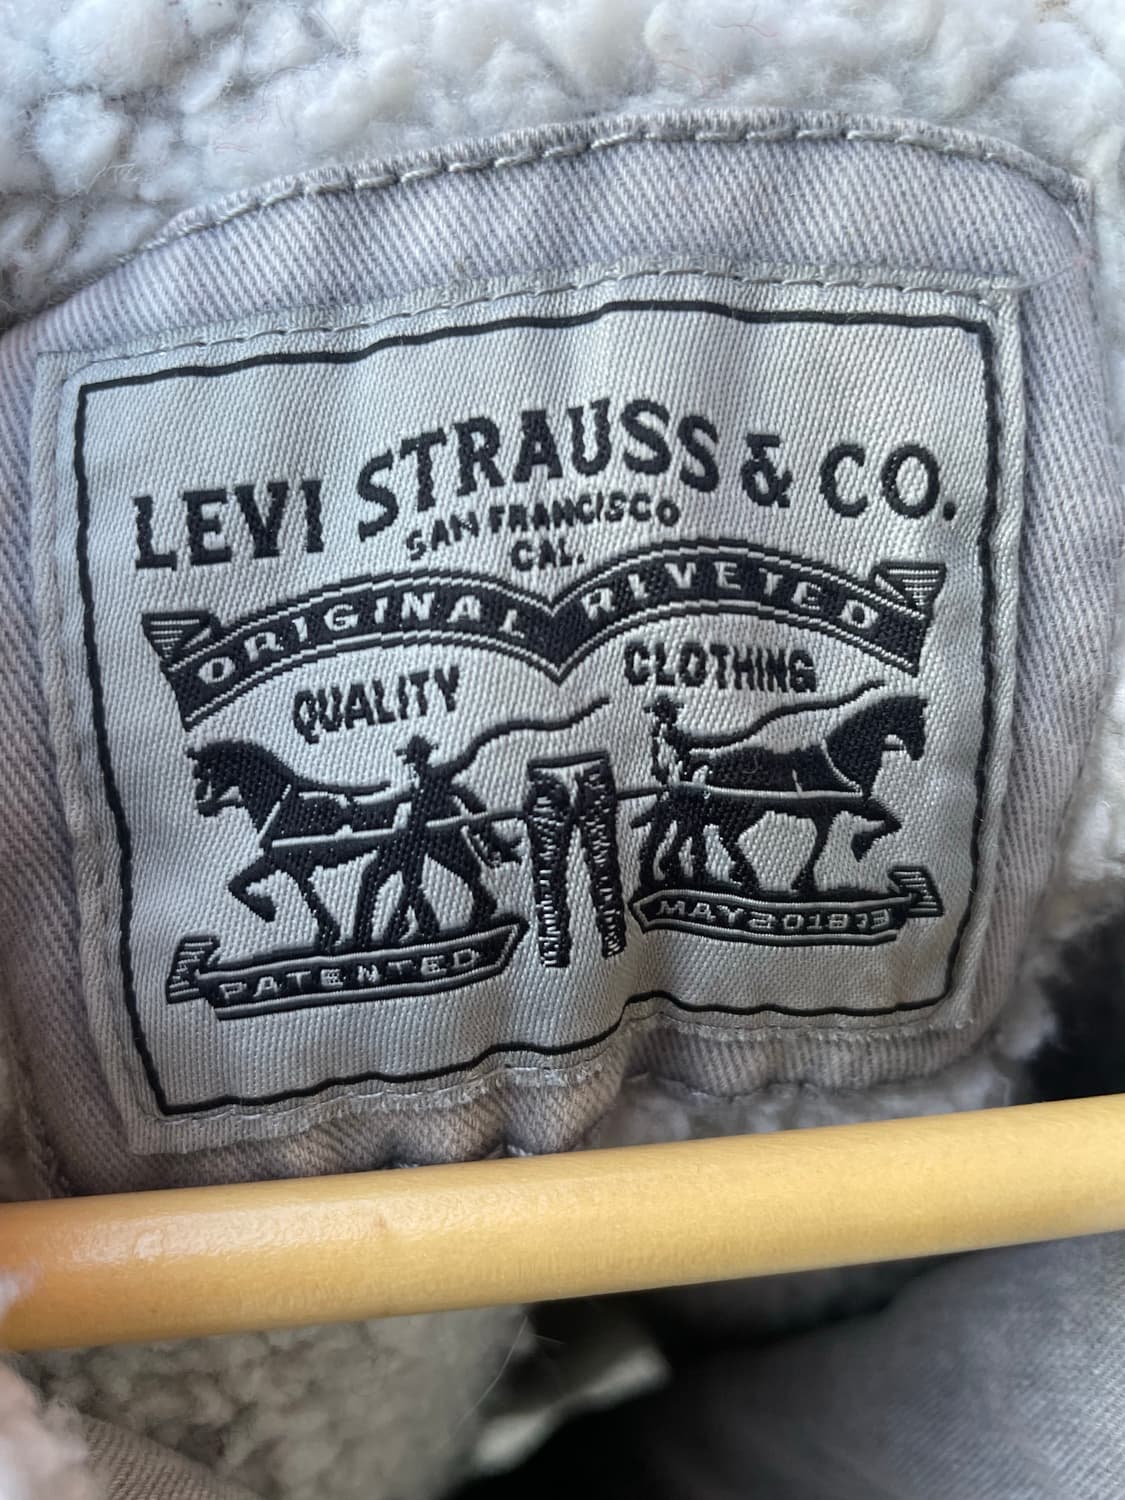 LEVI STRAUSS & CO.
SAN FRANCISCO
CAL.
ORIGINAL RIVETED
QUALITY CLOTHING
PATENTED MAY 20 1873